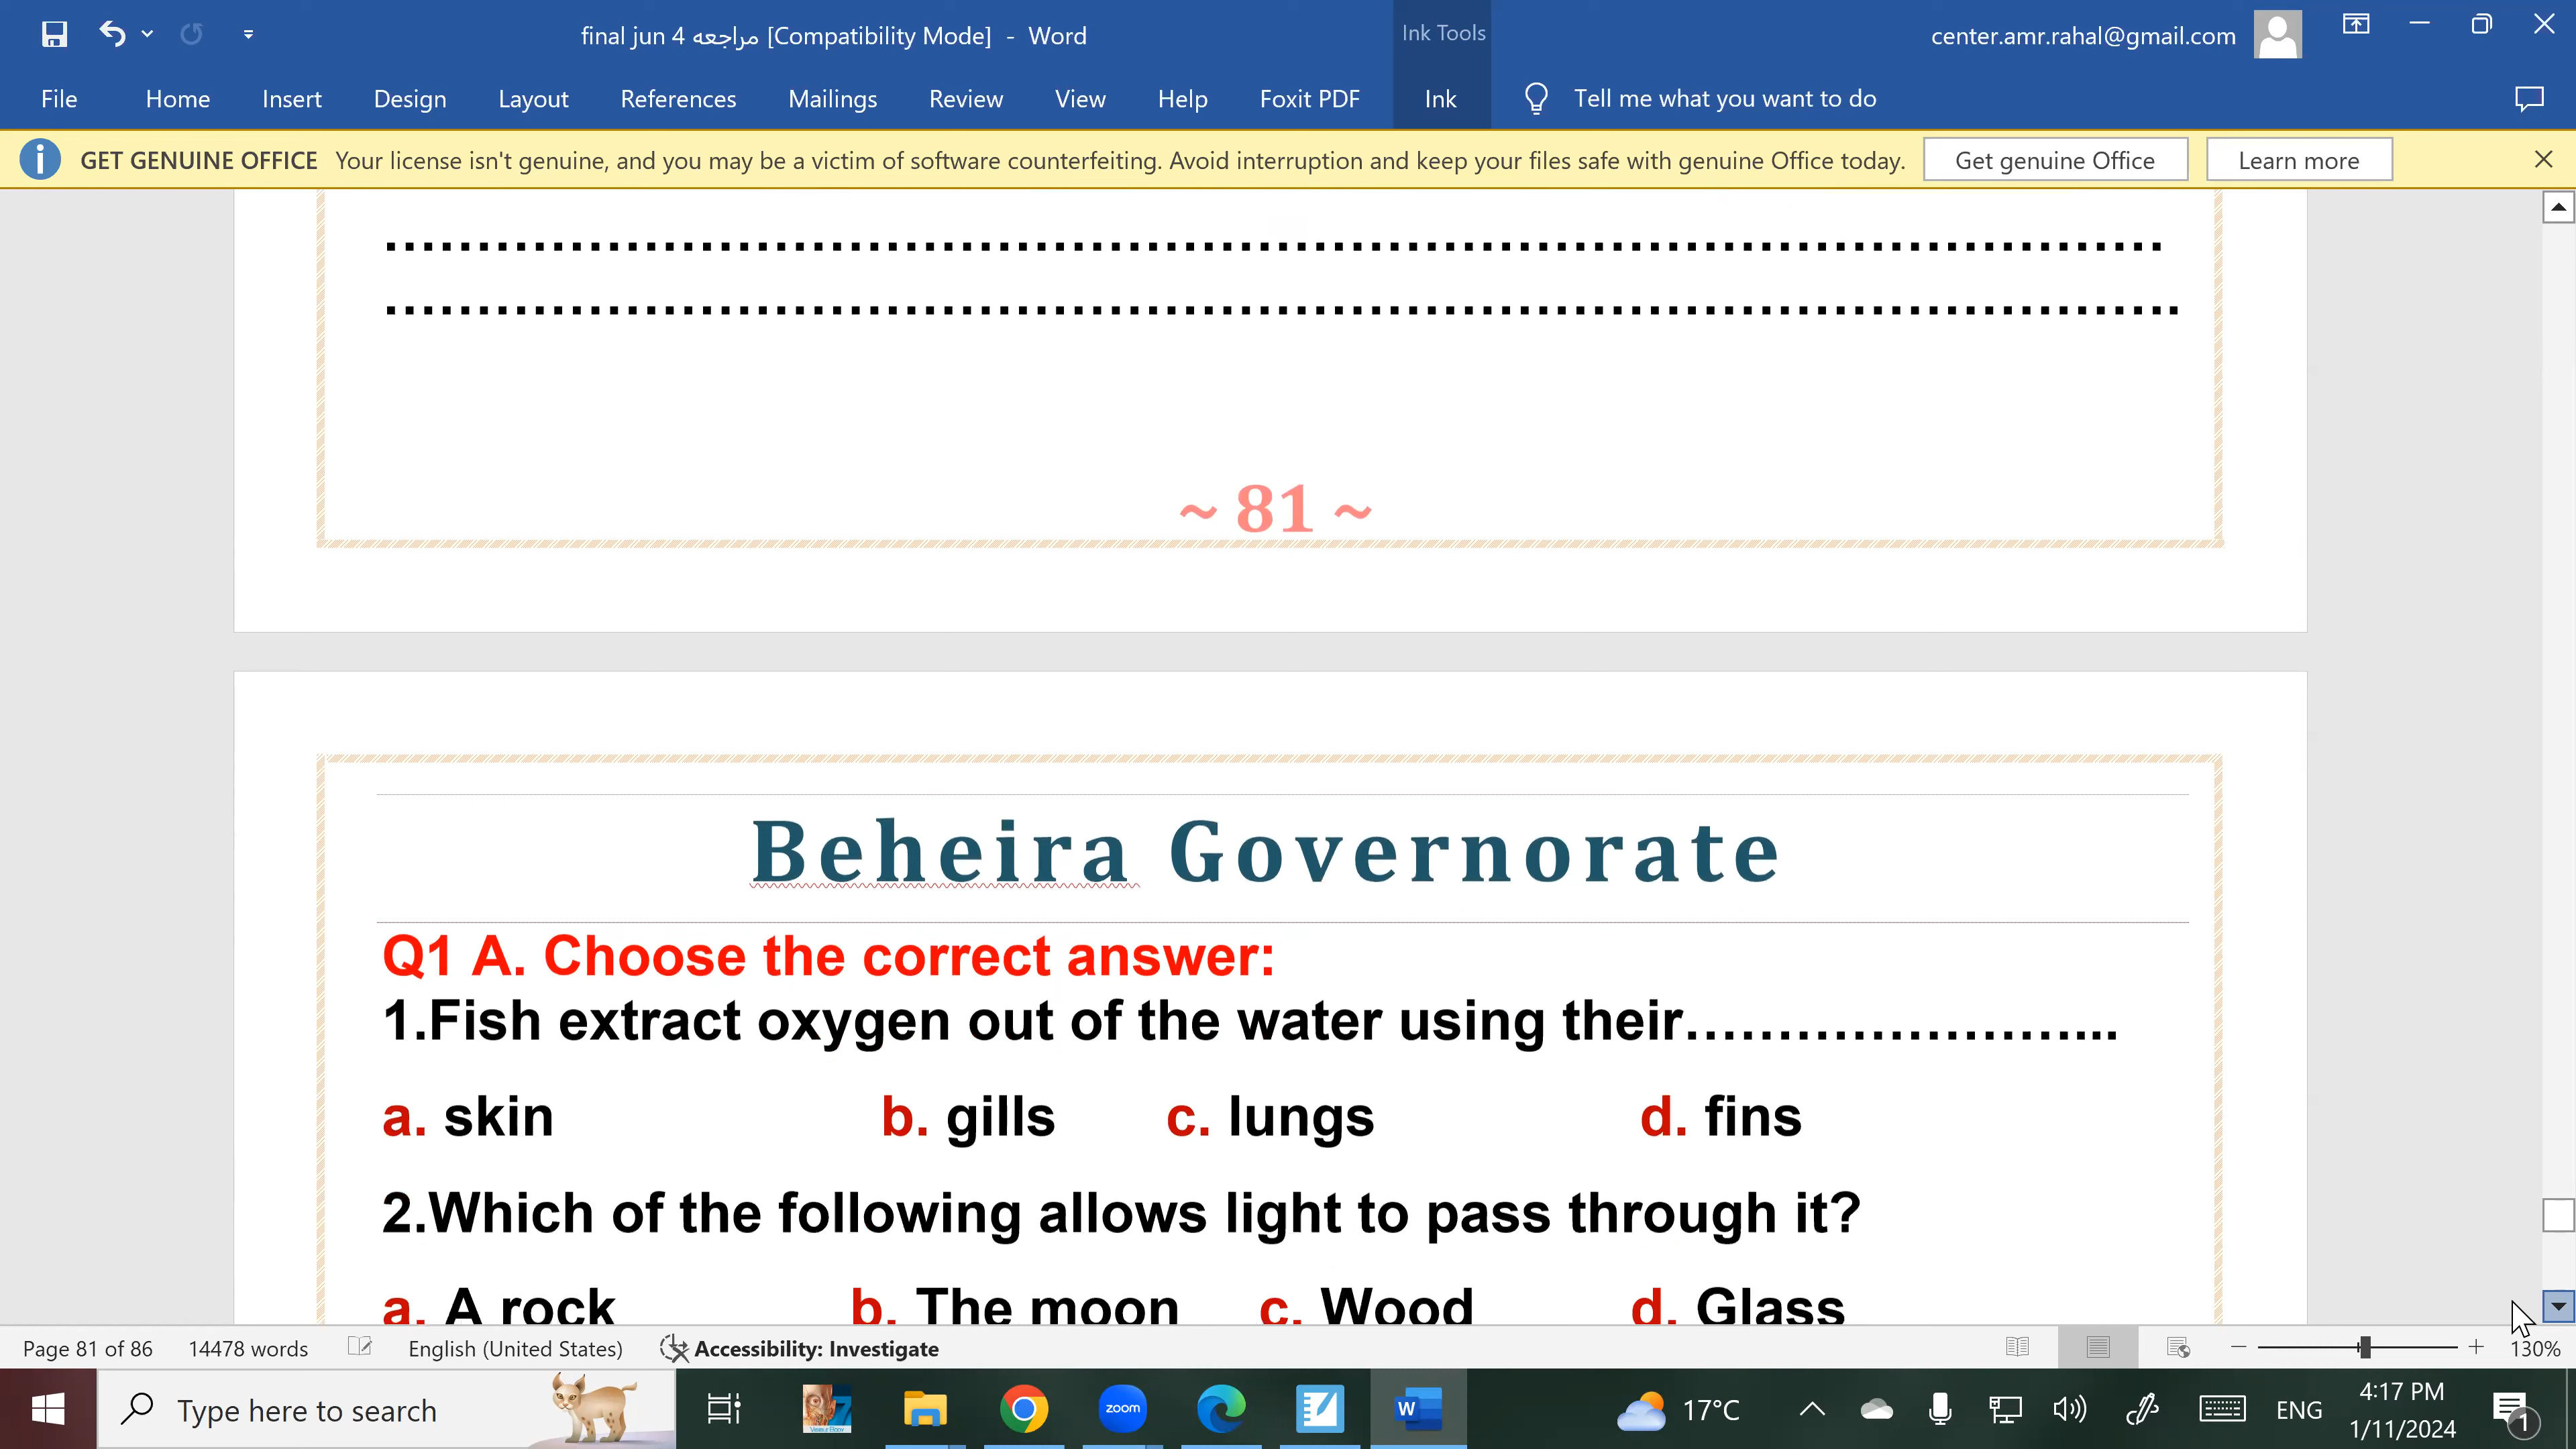 final jun 4 مراجعه [Compatibility Mode] - Word
Ink Tools
center.amr.rahal@gmail.com
File Home Insert Design Layout References Mailings Review View Help Foxit PDF Ink Tell me what you want to do
GET GENUINE OFFICE Your license isn't genuine, and you may be a victim of software counterfeiting. Avoid interruption and keep your files safe with genuine Office today. Get genuine Office Learn more
~ 81 ~
Beheira Governorate
Q1 A. Choose the correct answer:
1.Fish extract oxygen out of the water using their……………………...
a. skin b. gills c. lungs d. fins
2.Which of the following allows light to pass through it?
a. A rock b. The moon c. Wood d. Glass
Page 81 of 86 14478 words English (United States) Accessibility: Investigate 130%
Type here to search zoom W 17°C ENG 4:17 PM
1/11/2024 1